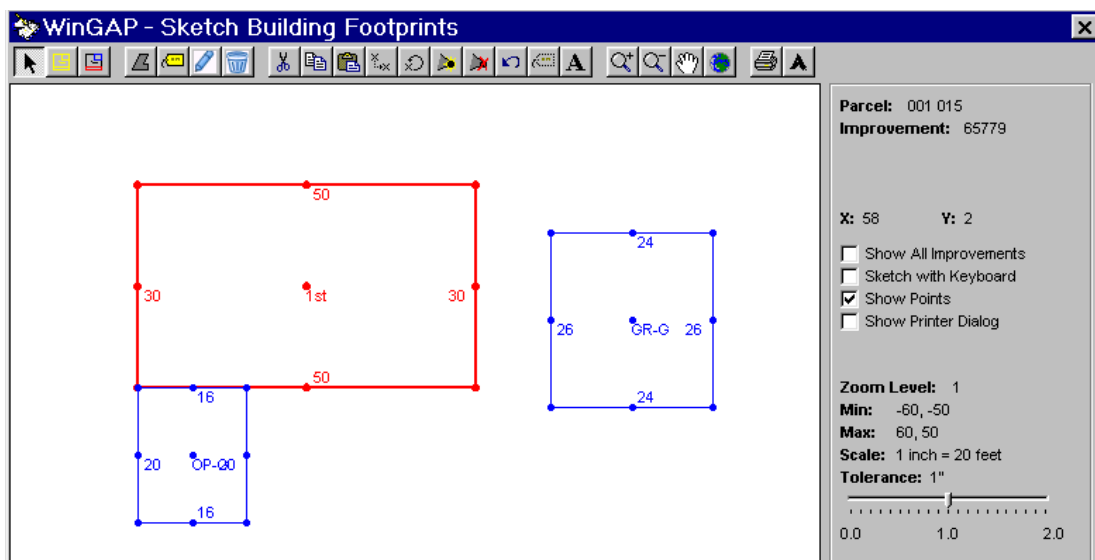 WinGAP - Sketch Building Footprints
A
Parcel: 001 015
Improvement: 65779
X: 58 Y: 2
Show All Improvements
Sketch with Keyboard
Show Points
Show Printer Dialog
Zoom Level: 1
Min: -60, -50
Max: 60, 50
Scale: 1 inch = 20 feet
Tolerance: 1"
0.0 1.0 2.0
50
30 1st 30
50
24
26 GR-G 26
24
16
20
16